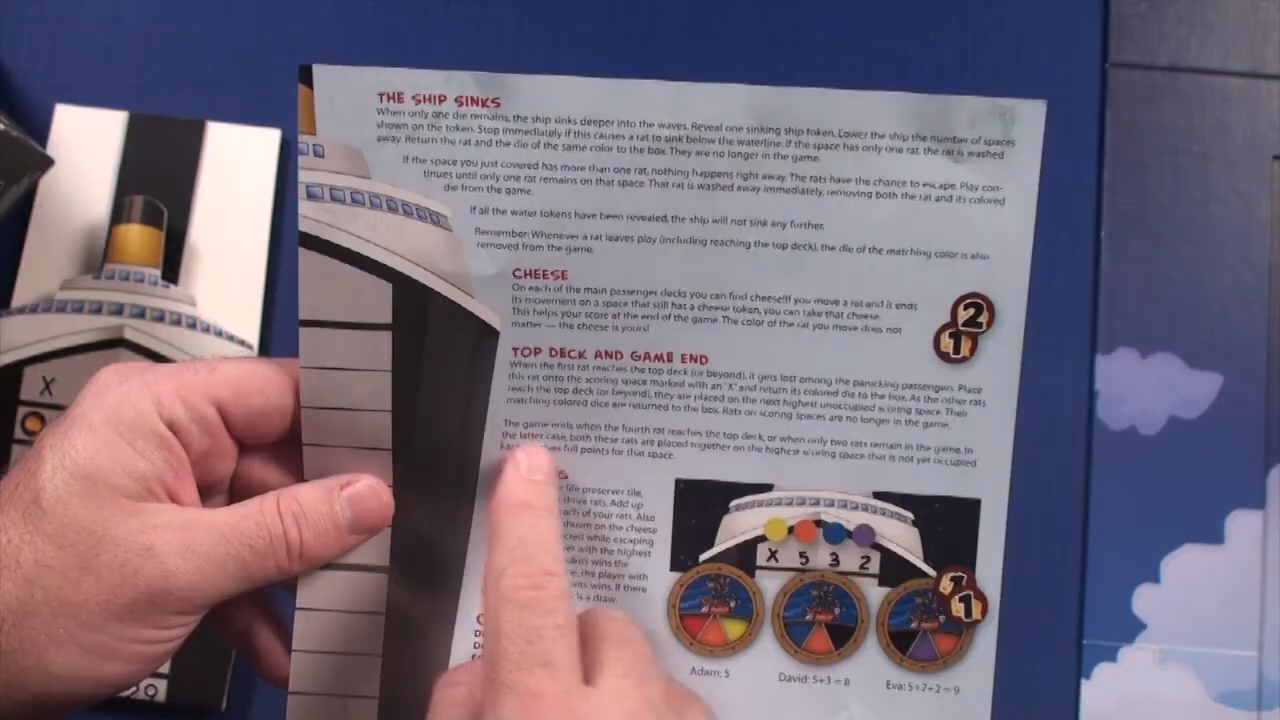 THE SHIP SINKS
When only one die remains, the ship sinks deeper into the waves. Reveal one sinking ship token. Lower the ship the number of spaces
shown on the token. Stop immediately if this causes a rat to sink below the waterline. If the space has only one rat, the rat is washed
away. Return the rat and the die of the same color to the box. They are no longer in the game.
If the space you just covered has more than one rat, nothing happens right away. The rats have the chance to escape. Play con-
tinues until only one rat remains on that space. That rat is washed away immediately, removing both the rat and its colored
die from the game.
If all the water tokens have been revealed, the ship will not sink any further.
Remember: Whenever a rat leaves play (including reaching the top deck), the die of the matching color is also
removed from the game.
CHEESE
On each of the main passenger decks you can find cheese! If you move a rat and it ends
its movement on a space that still has a cheese token, you can take that cheese.
This helps your score at the end of the game. The color of the rat you move does not
matter — the cheese is yours!
2
1
TOP DECK AND GAME END
When the first rat reaches the top deck (or beyond), it gets lost among the panicking passengers. Place
this rat onto the scoring space marked with an "X" and return its colored die to the box. As the other rats
reach the top deck (or beyond), they are placed on the next highest unoccupied scoring space. Their
matching colored dice are returned to the box. Rats on scoring spaces are no longer in the game.
The game ends when the fourth rat reaches the top deck, or when only two rats remain in the game. In
the latter case, both these rats are placed together on the highest scoring space that is not yet occupied.
full points for that space.
life preserver tile,
three rats. Add up
each of your rats. Also
shown on the cheese
while escaping
with the highest
wins the
the player with
wins. If there
is a draw.
X 5 3 2
1
1
Adam: 5
David: 5+3 = 8
Eva: 5+2+2 = 9
X
29